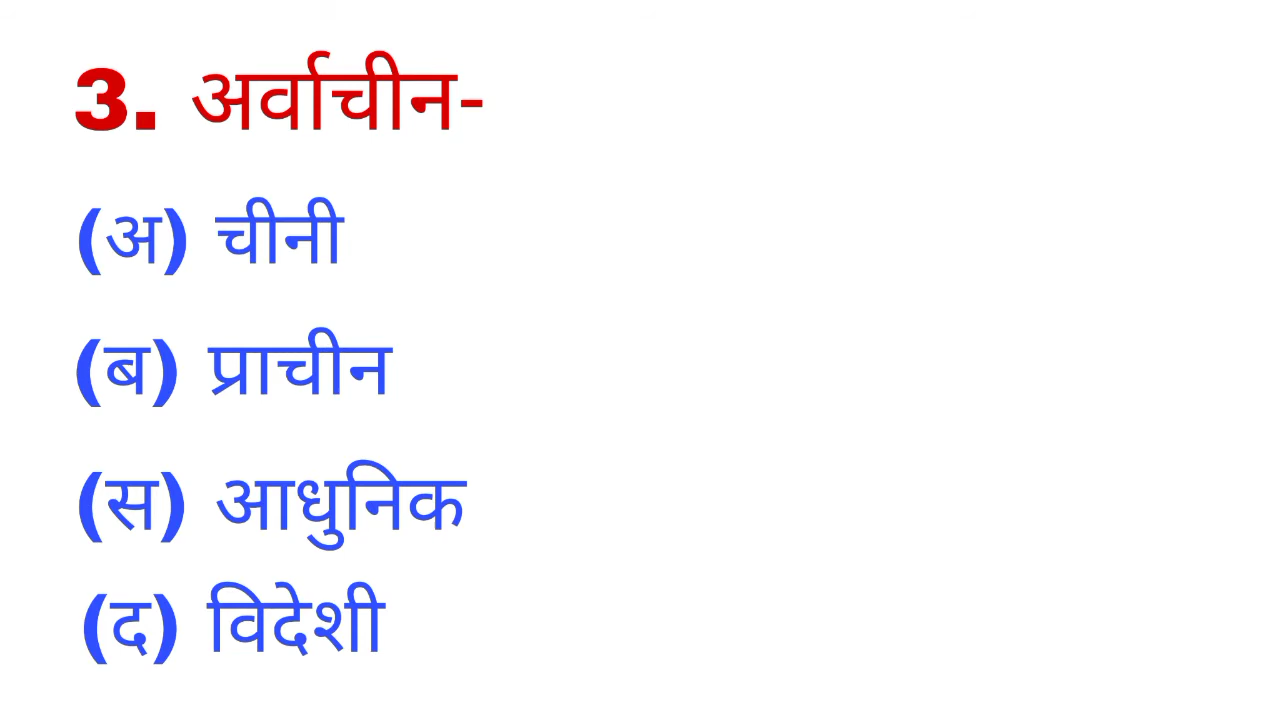 3. अर्वाचीन-
(अ) चीनी
(ब) प्राचीन
(स) आधुनिक
(द) विदेशी